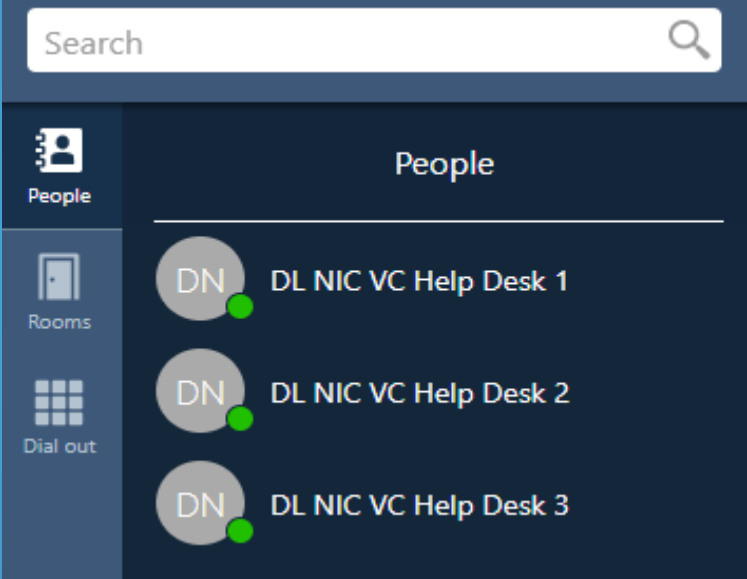 Search
People
People
DN
DL NIC VC Help Desk 1
Rooms
DN
DL NIC VC Help Desk 2
Dial out
DN
DL NIC VC Help Desk 3